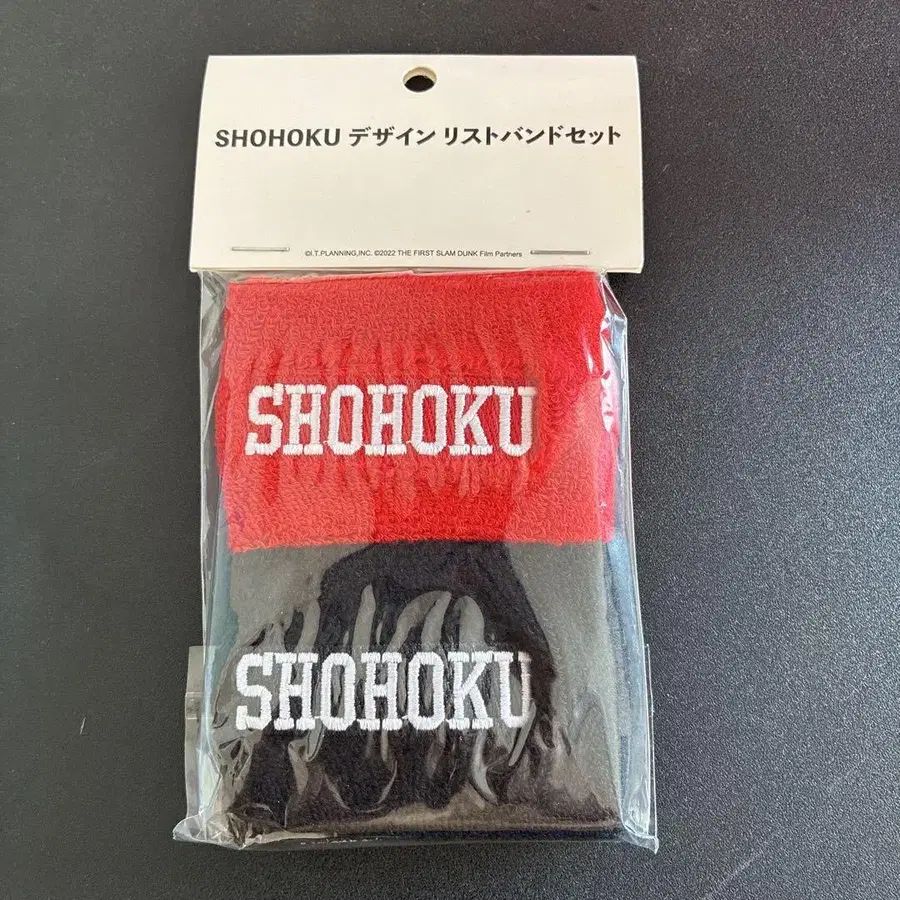 SHOHOKU デザイン リストバンドセット
©I.T.PLANNING,INC. ©2022 THE FIRST SLAM DUNK Film Partners
SHOHOKU
SHOHOKU